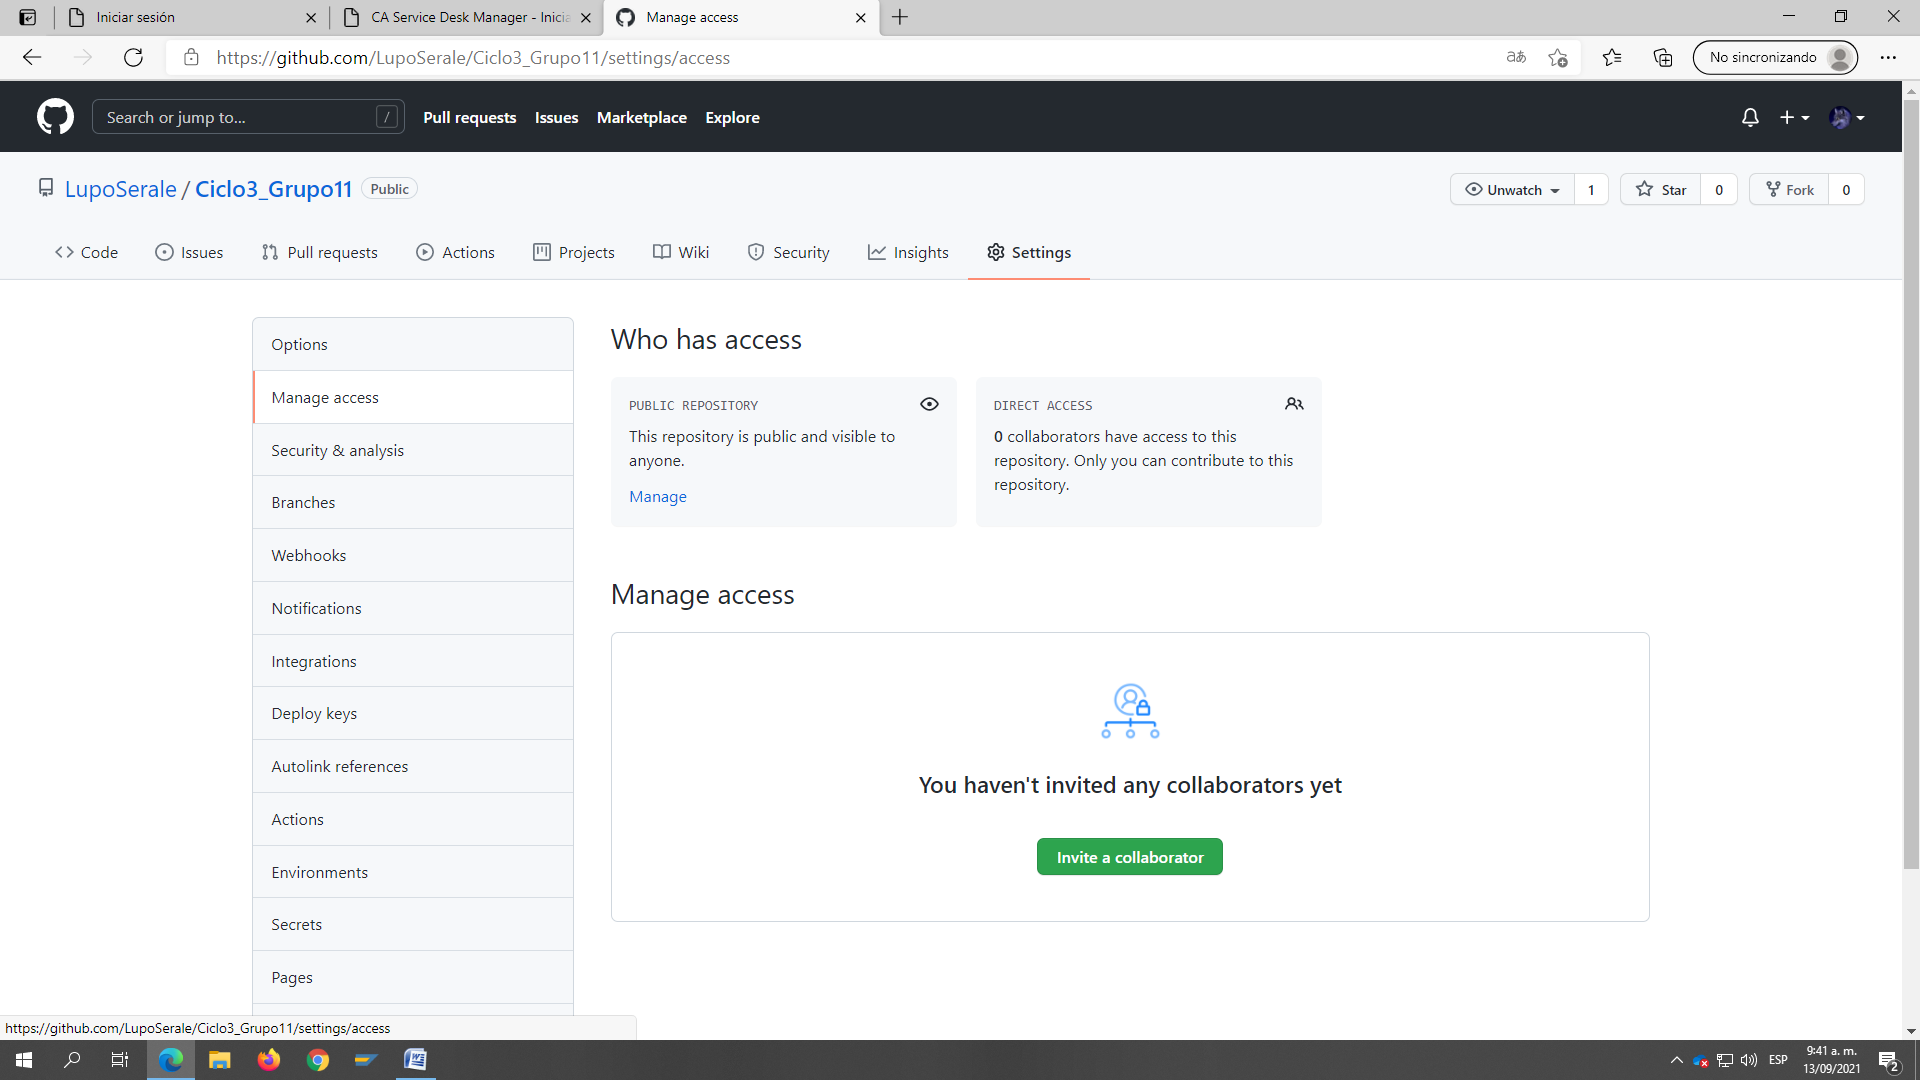 Iniciar sesión
CA Service Desk Manager - Inicia
Manage access
https://github.com/LupoSerale/Ciclo3_Grupo11/settings/access
aあ
No sincronizando
Search or jump to...
/
Pull requests
Issues
Marketplace
Explore
LupoSerale / Ciclo3_Grupo11
Public
Unwatch
1
Star
0
Fork
0
Code
Issues
Pull requests
Actions
Projects
Wiki
Security
Insights
Settings
Options
Manage access
Security & analysis
Branches
Webhooks
Notifications
Integrations
Deploy keys
Autolink references
Actions
Environments
Secrets
Pages
Who has access
PUBLIC REPOSITORY
This repository is public and visible to
anyone.
Manage
DIRECT ACCESS
0 collaborators have access to this
repository. Only you can contribute to this
repository.
Manage access
You haven't invited any collaborators yet
Invite a collaborator
https://github.com/LupoSerale/Ciclo3_Grupo11/settings/access
ESP
9:41 a. m.
13/09/2021
2